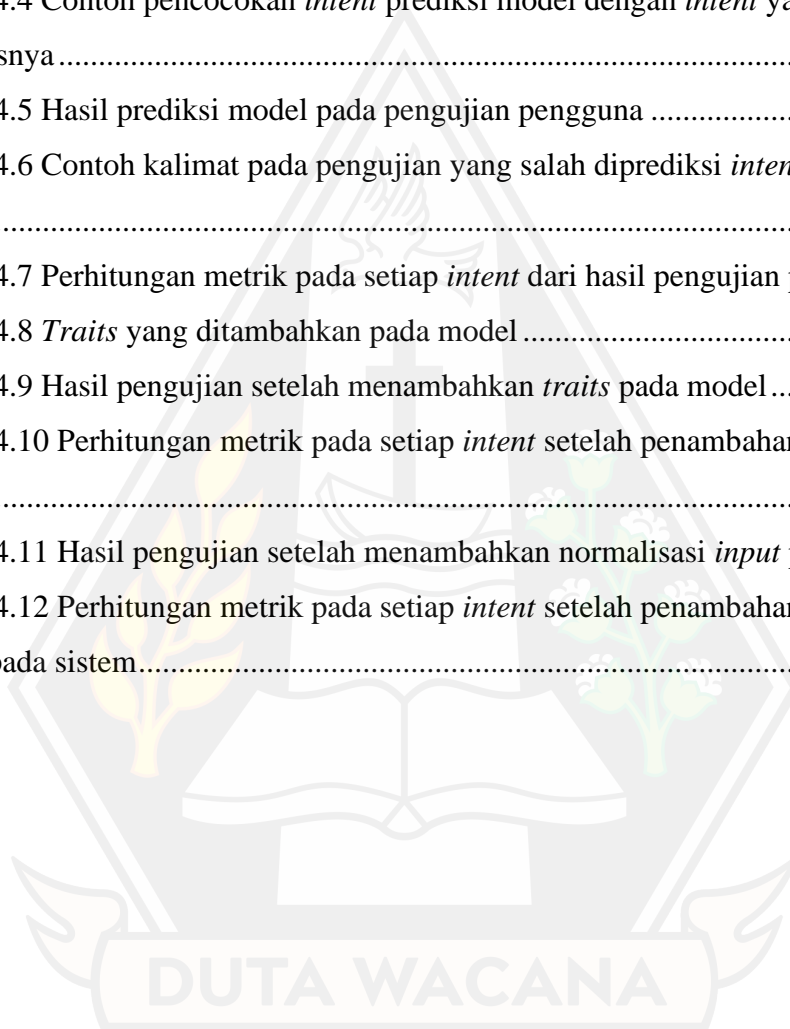 4.4 Contoh pencocokan intent prediksi model dengan intent
snya ........................................................................................
4.5 Hasil prediksi model pada pengujian pengguna ................
4.6 Contoh kalimat pada pengujian yang salah diprediksi
........................................................................................
4.7 Perhitungan metrik pada setiap intent dari hasil pengujian
4.8 Traits yang ditambahkan pada model ................................
4.9 Hasil pengujian setelah menambahkan traits pada model ...
4.10 Perhitungan metrik pada setiap intent setelah penambahan
........................................................................................
4.11 Hasil pengujian setelah menambahkan normalisasi input
4.12 Perhitungan metrik pada setiap intent setelah penambahan
pada sistem ................................................................................
DUTA WACANA